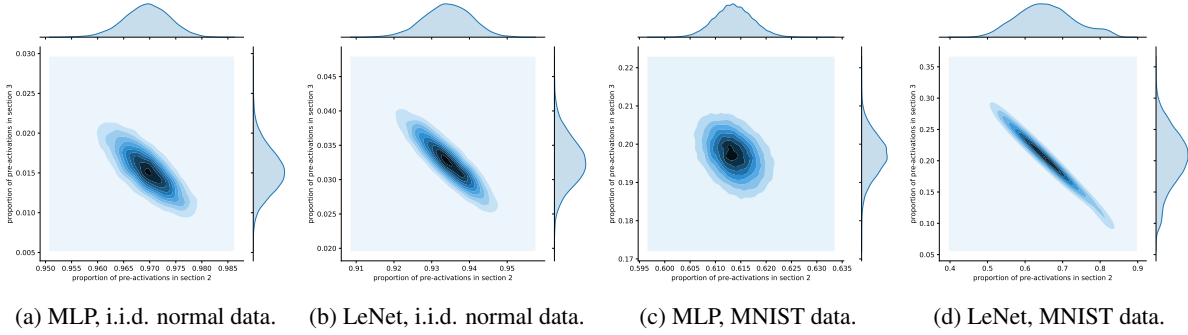 0.030
0.025
0.020
0.015
0.010
0.005
proportion of pre-activations in section 3
0.950 0.955 0.960 0.965 0.970 0.975 0.980 0.985
proportion of pre-activations in section 2
(a) MLP, i.i.d. normal data.
0.045
0.040
0.035
0.030
0.025
0.020
proportion of pre-activations in section 3
0.91 0.92 0.93 0.94 0.95
proportion of pre-activations in section 2
(b) LeNet, i.i.d. normal data.
0.22
0.21
0.20
0.19
0.18
0.17
proportion of pre-activations in section 3
0.595 0.600 0.605 0.610 0.615 0.620 0.625 0.630 0.635
proportion of pre-activations in section 2
(c) MLP, MNIST data.
0.35
0.30
0.25
0.20
0.15
0.10
0.05
proportion of pre-activations in section 3
0.4 0.5 0.6 0.7 0.8 0.9
proportion of pre-activations in section 2
(d) LeNet, MNIST data.